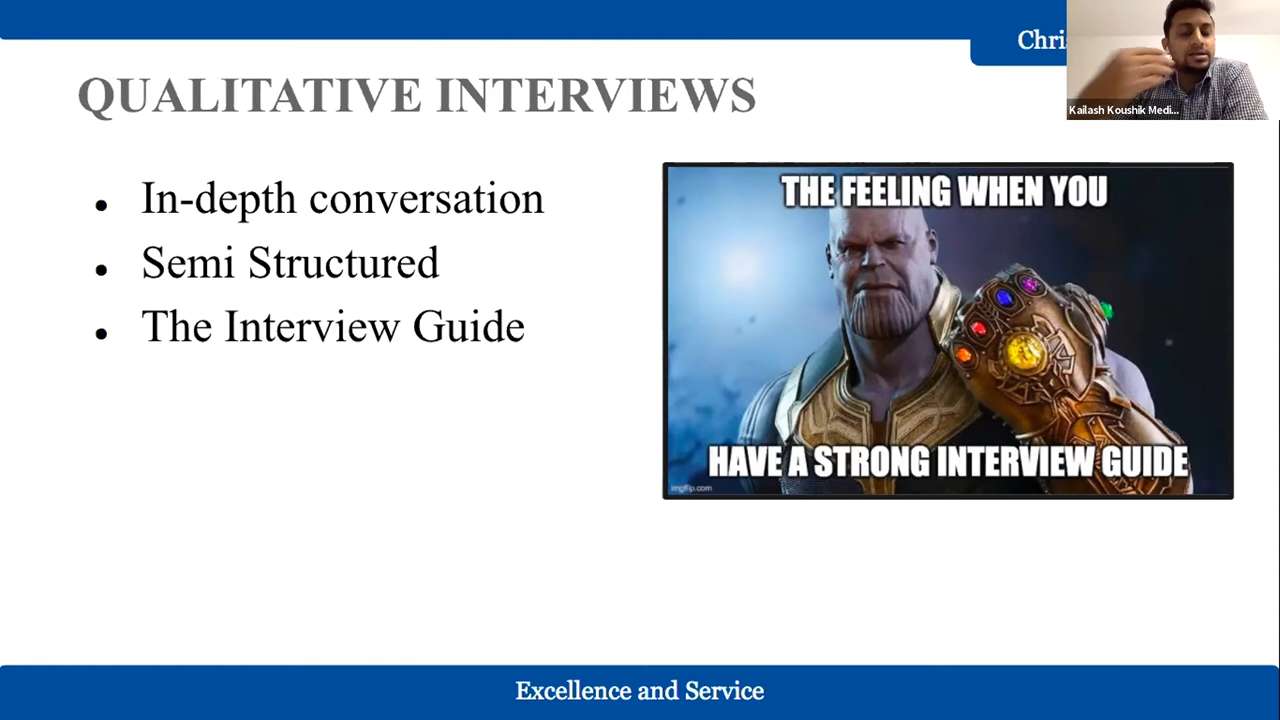 Chri
Kailash Koushik Medi...
QUALITATIVE INTERVIEWS
In-depth conversation
Semi Structured
The Interview Guide
THE FEELING WHEN YOU
HAVE A STRONG INTERVIEW GUIDE
imgflip.com
Excellence and Service